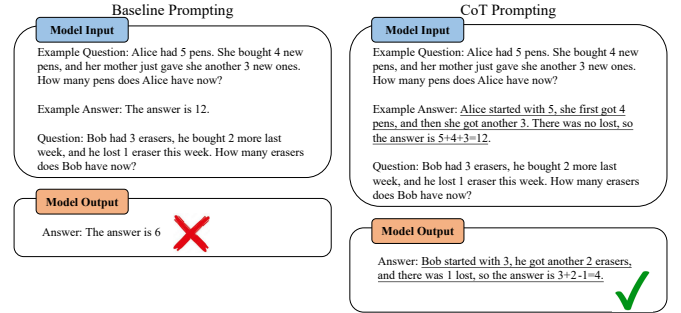 Baseline Prompting
Model Input
Example Question: Alice had 5 pens. She bought 4 new
pens, and her mother just gave she another 3 new ones.
How many pens does Alice have now?
Example Answer: The answer is 12.
Question: Bob had 3 erasers, he bought 2 more last
week, and he lost 1 eraser this week. How many erasers
does Bob have now?
Model Output
Answer: The answer is 6
CoT Prompting
Model Input
Example Question: Alice had 5 pens. She bought 4 new
pens, and her mother just gave she another 3 new ones.
How many pens does Alice have now?
Example Answer: Alice started with 5, she first got 4
pens, and then she got another 3. There was no lost, so
the answer is 5+4+3=12.
Question: Bob had 3 erasers, he bought 2 more last
week, and he lost 1 eraser this week. How many erasers
does Bob have now?
Model Output
Answer: Bob started with 3, he got another 2 erasers,
and there was 1 lost, so the answer is 3+2-1=4.